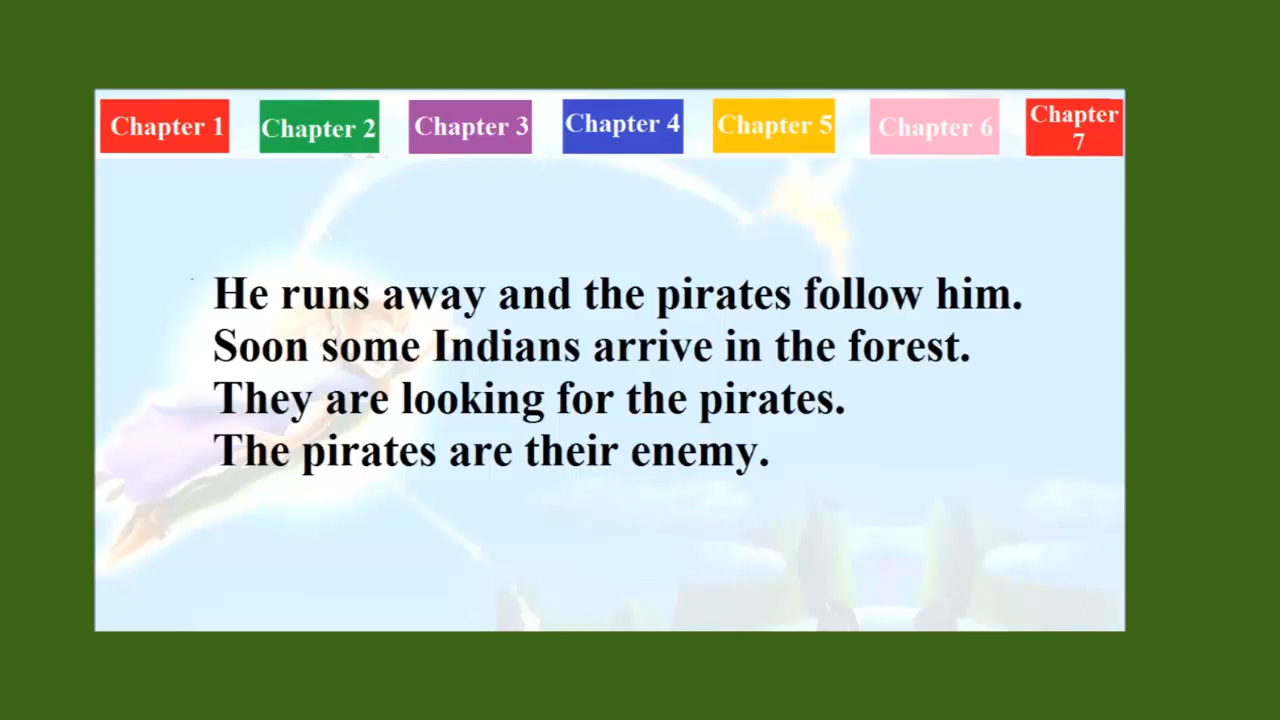 Chapter 1
Chapter 2
Chapter 3
Chapter 4
Chapter 5
Chapter 6
Chapter
7
He runs away and the pirates follow him.
Soon some Indians arrive in the forest.
They are looking for the pirates.
The pirates are their enemy.